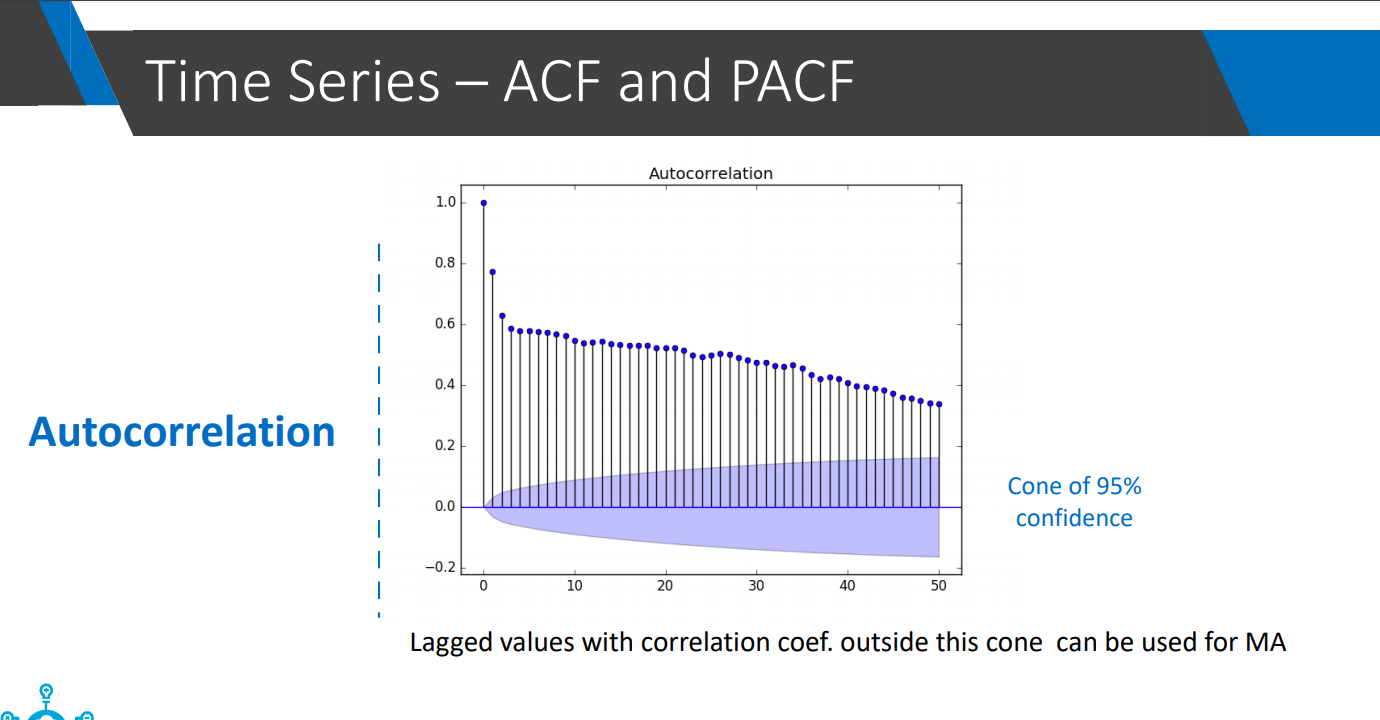 Time Series – ACF and PACF
Autocorrelation
1.0
0.8
0.6
0.4
0.2
0.0
−0.2
0 10 20 30 40 50
Autocorrelation
Cone of 95%
confidence
Lagged values with correlation coef. outside this cone  can be used for MA